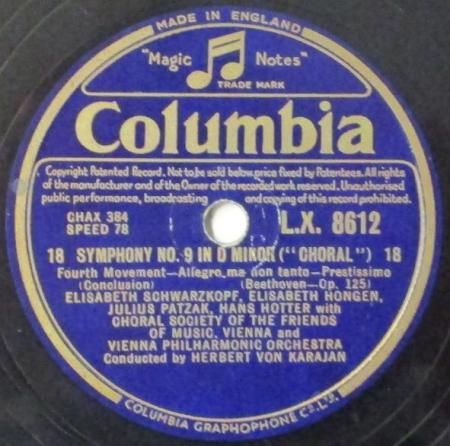 MADE IN ENGLAND
"Magic Notes"
TRADE MARK
Columbia
Copyright Patented Record. Not to be sold below price fixed by Patentees. All rights
of the manufacturer and of the Owner of the recorded work reserved. Unauthorised
public performance, broadcasting and copying of this record prohibited.
CHAX 384 L.X. 8612
SPEED 78
18 SYMPHONY NO. 9 IN D MINOR ("CHORAL") 18
Fourth Movement—Allegro ma non tanto—Prestissimo
(Conclusion) (Beethoven—Op. 125)
ELISABETH SCHWARZKOPF, ELISABETH HÖNGEN,
JULIUS PATZAK, HANS HOTTER with
CHORAL SOCIETY OF THE FRIENDS
OF MUSIC, VIENNA and
VIENNA PHILHARMONIC ORCHESTRA
Conducted by HERBERT VON KARAJAN
COLUMBIA GRAPHOPHONE Co. LTD.